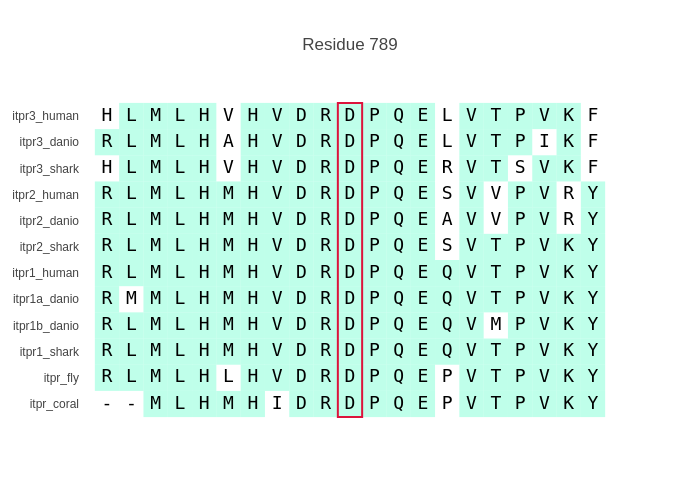 Residue 789
itpr3_human H L M L H V H V D R D P Q E L V T P V K F
itpr3_danio R L M L H A H V D R D P Q E L V T P I K F
itpr3_shark H L M L H V H V D R D P Q E R V T S V K F
itpr2_human R L M L H M H V D R D P Q E S V V P V R Y
itpr2_danio R L M L H M H V D R D P Q E A V V P V R Y
itpr2_shark R L M L H M H V D R D P Q E S V T P V K Y
itpr1_human R L M L H M H V D R D P Q E Q V T P V K Y
itpr1a_danio R M M L H M H V D R D P Q E Q V T P V K Y
itpr1b_danio R L M L H M H V D R D P Q E Q V M P V K Y
itpr1_shark R L M L H M H V D R D P Q E Q V T P V K Y
itpr_fly R L M L H L H V D R D P Q E P V T P V K Y
itpr_coral - - M L H M H I D R D P Q E P V T P V K Y